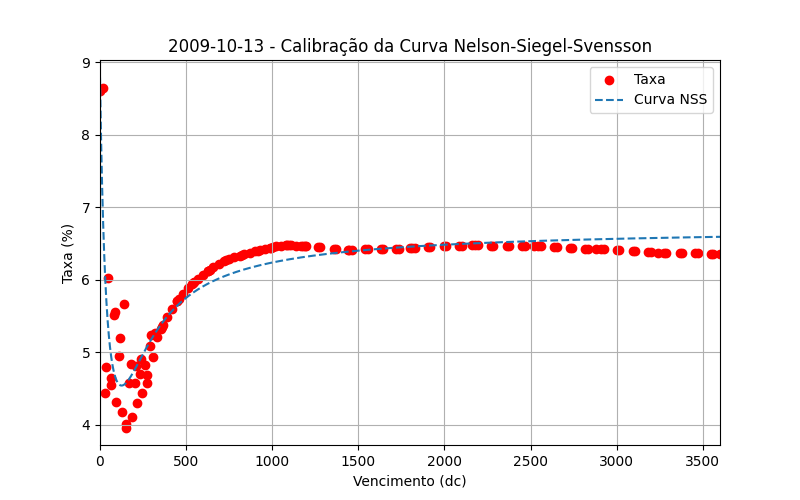 2009-10-13 - Calibração da Curva Nelson-Siegel-Svensson
Taxa
Curva NSS
Taxa (%)
9
8
7
6
5
4
0 500 1000 1500 2000 2500 3000 3500
Vencimento (dc)